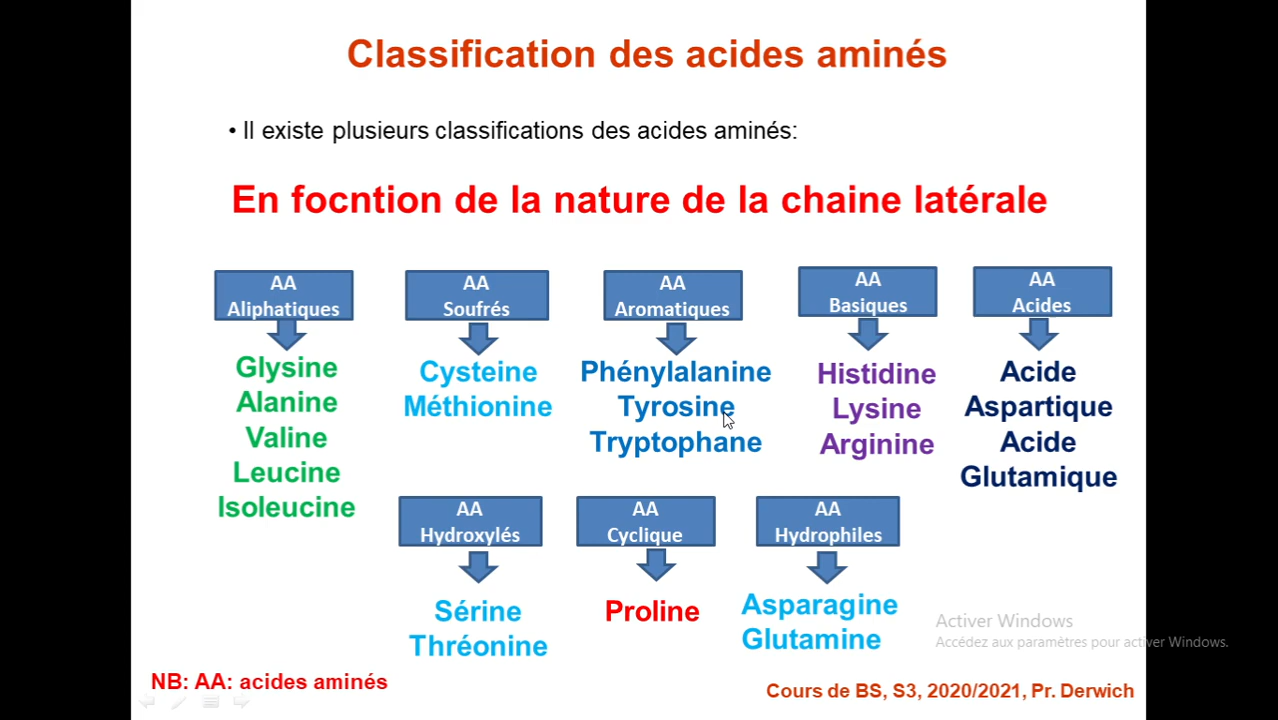 Classification des acides aminés
• Il existe plusieurs classifications des acides aminés:
En focntion de la nature de la chaine latérale
AA
Aliphatiques
Glysine
Alanine
Valine
Leucine
Isoleucine
AA
Soufrés
Cysteine
Méthionine
AA
Aromatiques
Phénylalanine
Tyrosine
Tryptophane
AA
Basiques
Histidine
Lysine
Arginine
AA
Acides
Acide
Aspartique
Acide
Glutamique
AA
Hydroxylés
Sérine
Thréonine
AA
Cyclique
Proline
AA
Hydrophiles
Asparagine
Glutamine
Activer Windows
Accédez aux paramètres pour activer Windows.
NB: AA: acides aminés
Cours de BS, S3, 2020/2021, Pr. Derwich